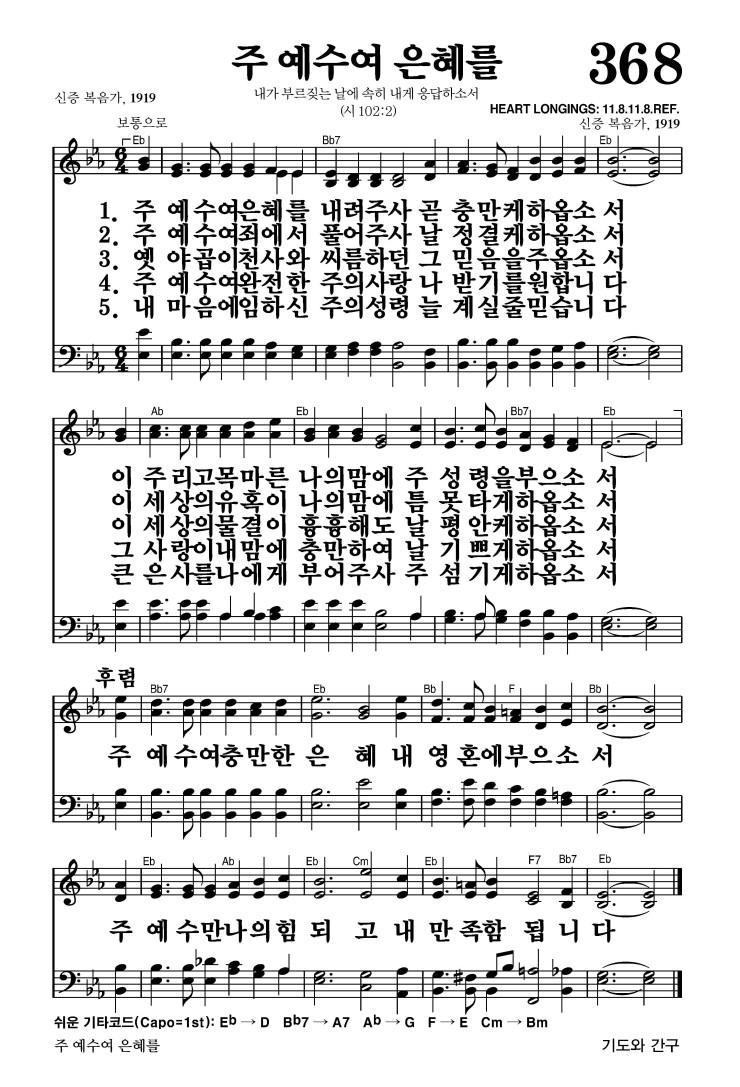 주 예수여 은혜를 368
신증 복음가, 1919
내가 부르짖는 날에 속히 내게 응답하소서
(시 102:2)
HEART LONGINGS: 11.8.11.8.REF.
신증 복음가, 1919
보통으로
Eb Bb7 Eb
6 4
1. 주 예수여은혜를 내려주사 곧 충만케하옵소 서
2. 주 예수여죄에서 풀어주사 날 정결케하옵소 서
3. 옛 야곱이천사와 씨름하던 그 믿음을주옵소 서
4. 주 예수여완전한 주의사랑 나 받기를원합니 다
5. 내 마음에임하신 주의성령 늘 계실줄믿습니 다
6 4
Ab Eb Bb7 Eb
이 주리고목마른 나의맘에 주 성령을부으소 서
이 세상의유혹이 나의맘에 틈 못타게하옵소 서
이 세상의물결이 흉흉해도 날 평안케하옵소 서
그 사랑이내맘에 충만하여 날 기쁘게하옵소 서
큰 은사를나에게 부어주사 주 섬기게하옵소 서
후렴
Bb7 Eb Bb F Bb
주 예수여충만한 은 혜 내 영혼에부으소 서
Eb Ab Eb Cm Eb F7 Bb7 Eb
주 예수만나의힘 되 고 내 만족함 됩 니 다
쉬운 기타코드(Capo=1st): Eb → D Bb7 → A7 Ab → G F → E Cm → Bm
주 예수여 은혜를 기도와 간구